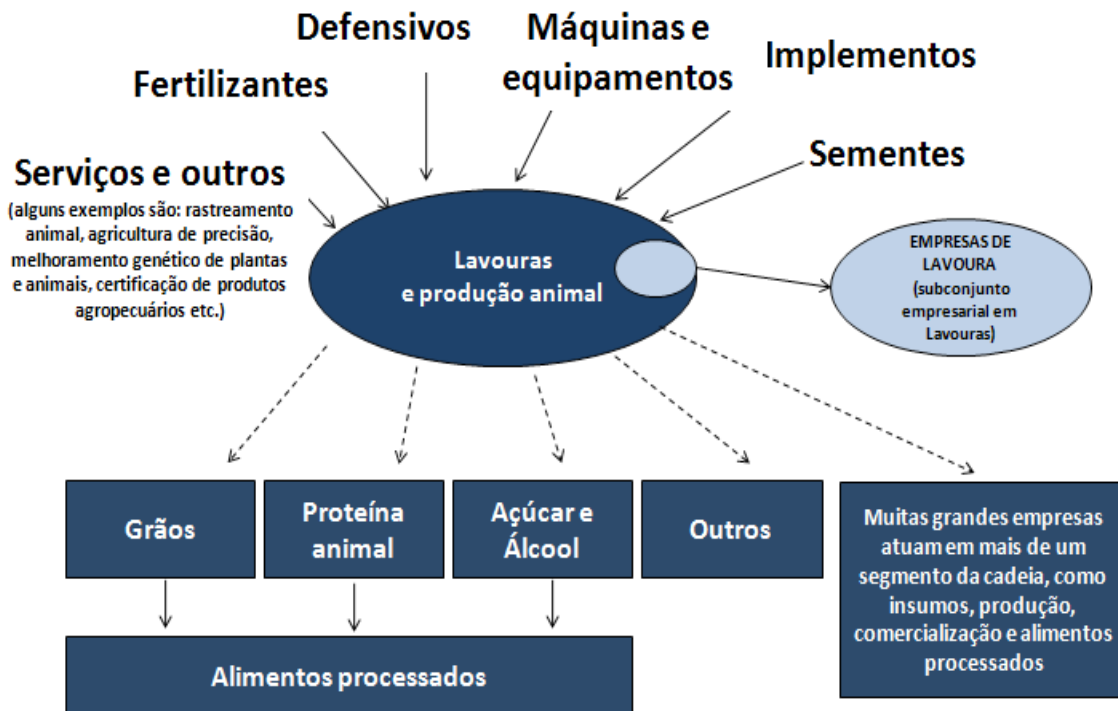 Defensivos
Máquinas e
equipamentos
Implementos
Fertilizantes
Sementes
Serviços e outros
(alguns exemplos são: rastreamento
animal, agricultura de precisão,
melhoramento genético de plantas
e animais, certificação de produtos
agropecuários etc.)
Lavouras
e produção animal
EMPRESAS DE
LAVOURA
(subconjunto
empresarial em
Lavouras)
Grãos
Proteína
animal
Açúcar e
Álcool
Outros
Muitas grandes empresas
atuam em mais de um
segmento da cadeia, como
insumos, produção,
comercialização e alimentos
processados
Alimentos processados